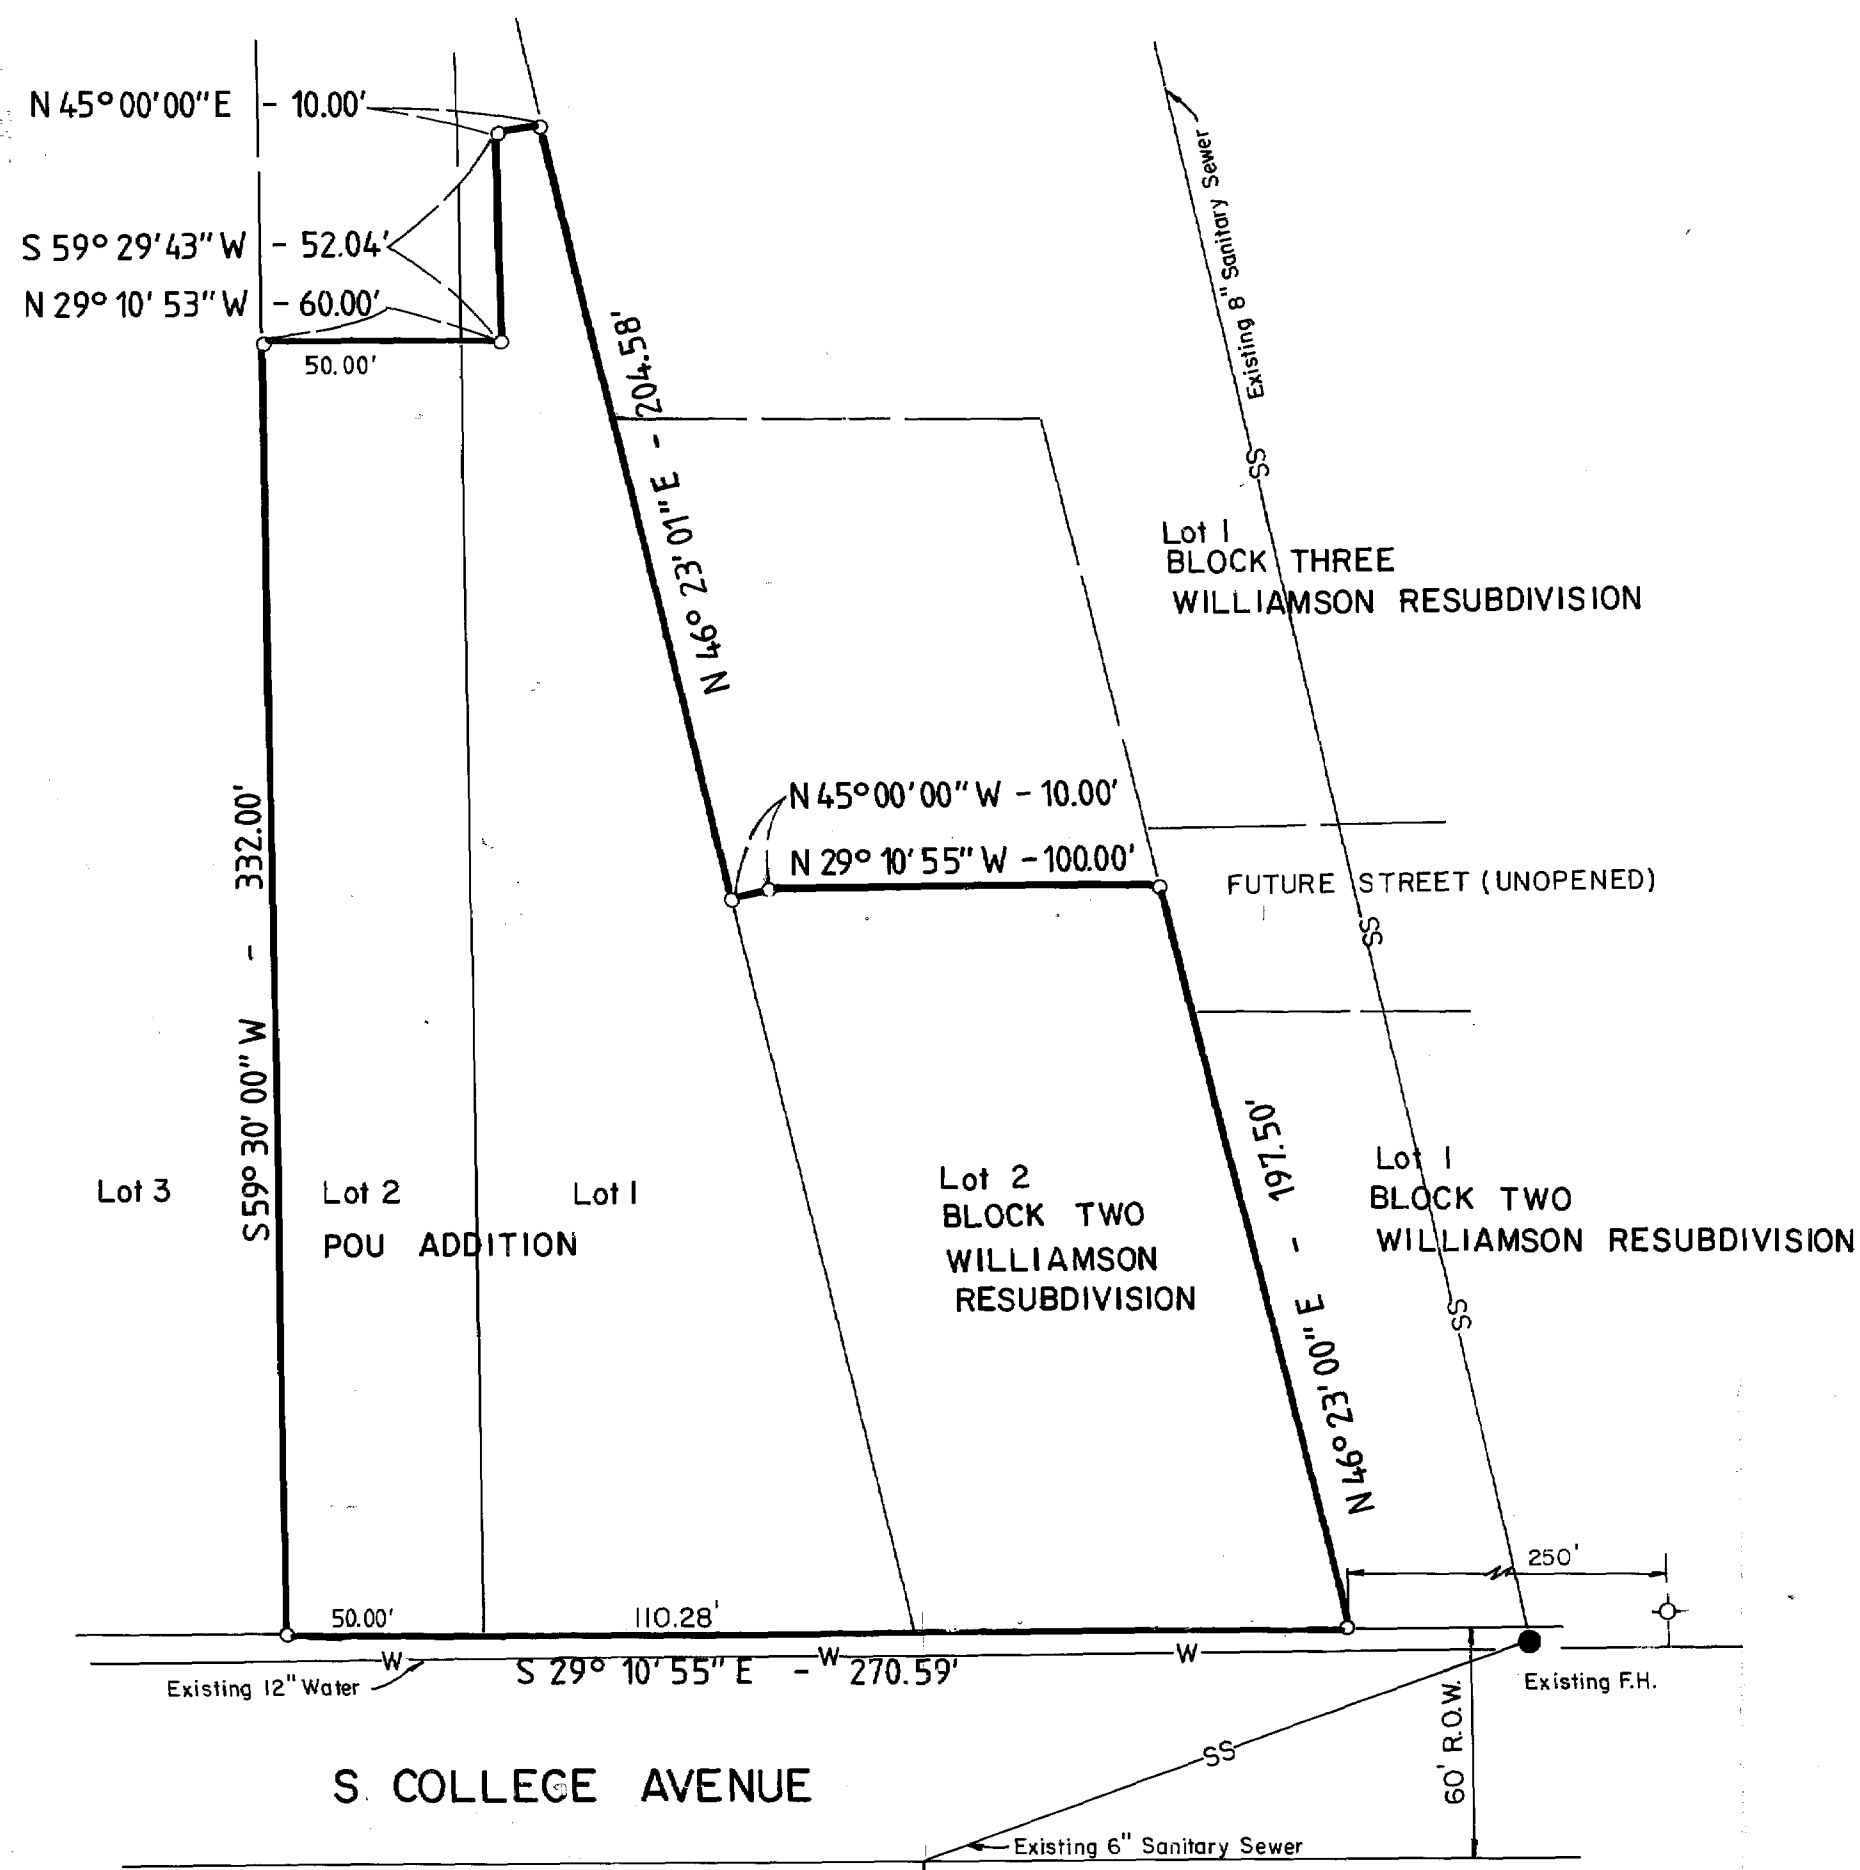 N 45°00'00"E - 10.00'
S 59° 29'43" W - 52.04'
N 29° 10' 53" W - 60.00'
50.00'
N 46° 23' 01" E - 204.58'
Existing 8" Sanitary Sewer
SS
Lot 1
BLOCK THREE
WILLIAMSON RESUBDIVISION
N 45°00'00" W - 10.00'
N 29° 10' 55" W - 100.00'
FUTURE STREET (UNOPENED)
SS
S 59° 30' 00" W - 332.00'
Lot 3
Lot 2
POU ADDITION
Lot 1
Lot 2
BLOCK TWO
WILLIAMSON
RESUBDIVISION
N 46° 23' 00" E - 197.50'
Lot 1
BLOCK TWO
WILLIAMSON RESUBDIVISION
SS
250'
50.00'
110.28'
W
W
W
Existing 12" Water
S 29° 10' 55" E - 270.59'
Existing F.H.
60' R.O.W.
SS
S. COLLEGE AVENUE
Existing 6" Sanitary Sewer